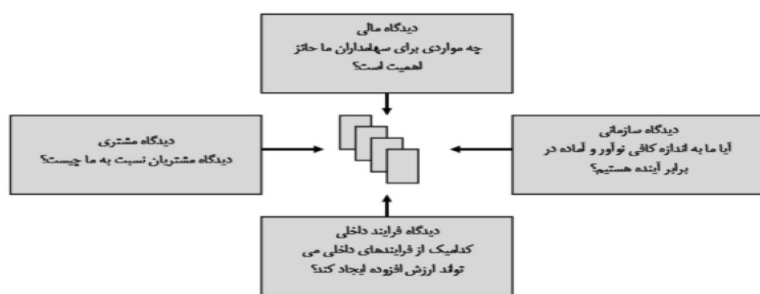 دیدگاه مالی
چه مواردی برای سهامداران ما حائز
اهمیت است؟
دیدگاه مشتری
دیدگاه مشتریان نسبت به ما چیست؟
دیدگاه سازمانی
آیا ما به اندازه کافی نوآور و آماده در
برابر آینده هستیم؟
دیدگاه فرایند داخلی
کدامیک از فرایندهای داخلی می
تواند ارزش افزوده ایجاد کند؟